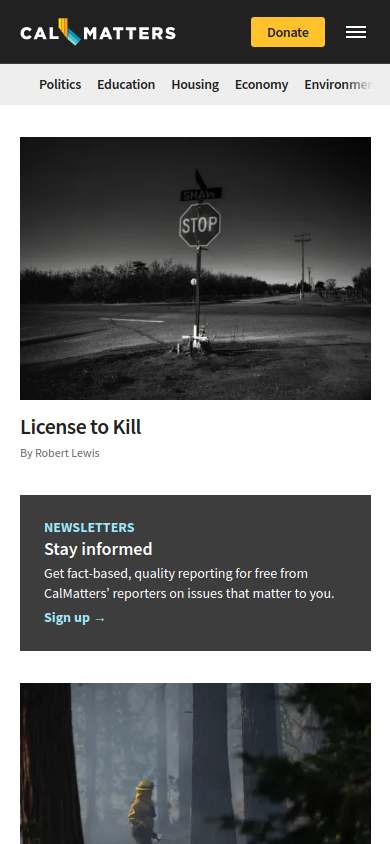 CALMATTERS
Donate
Politics Education Housing Economy Environmen
SHAW
STOP
License to Kill
By Robert Lewis
NEWSLETTERS
Stay informed
Get fact-based, quality reporting for free from
CalMatters’ reporters on issues that matter to you.
Sign up →